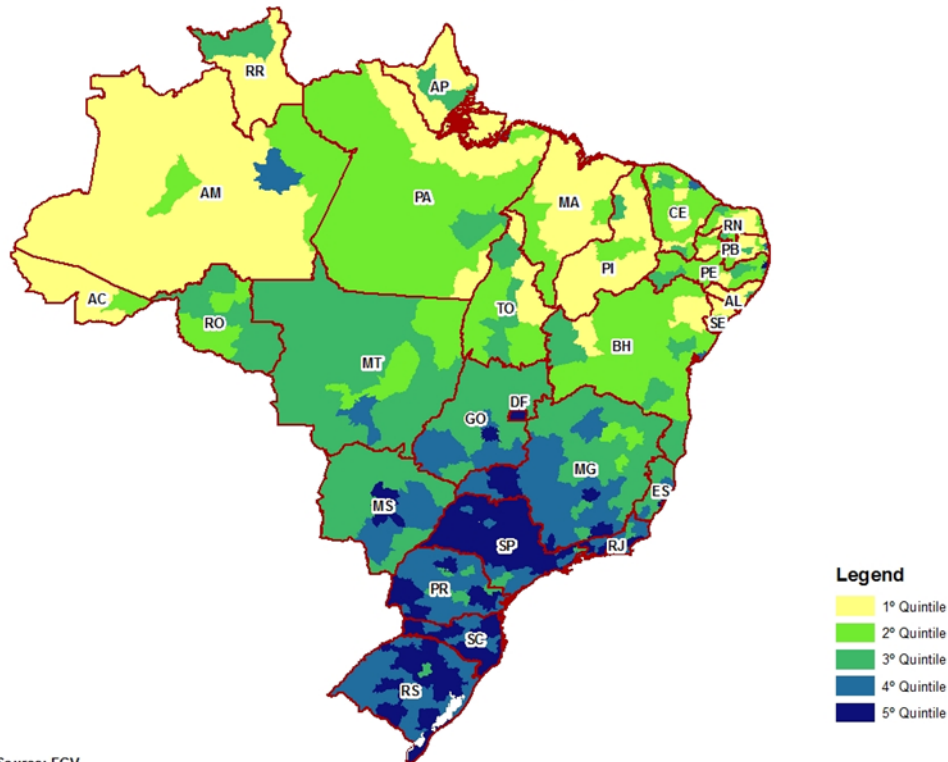 RR
AP
AM
PA
MA
CE
RN
PB
PI
PE
AC
AL
TO
SE
RO
BH
MT
DF
GO
MG
ES
MS
SP
RJ
PR
SC
RS
Legend
1º Quintile
2º Quintile
3º Quintile
4º Quintile
5º Quintile
Source: FGV